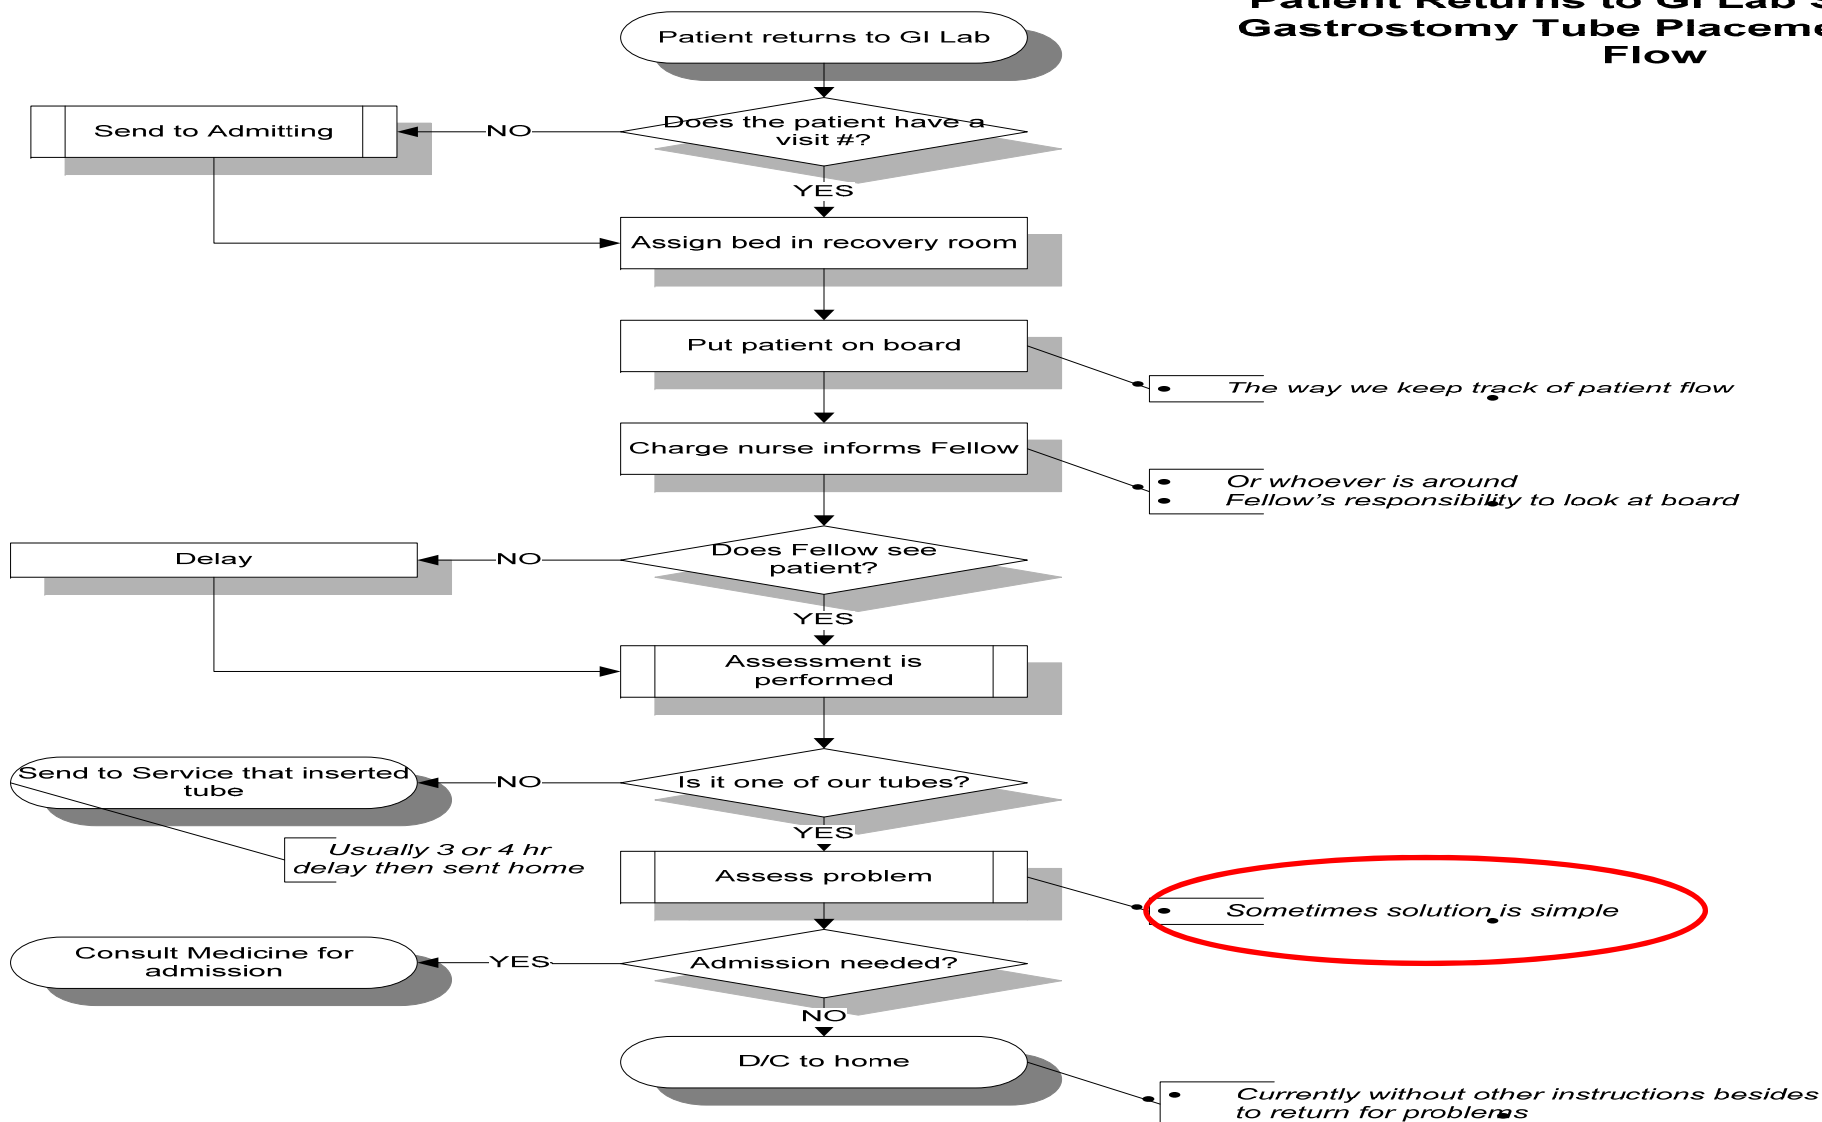 Patient Returns to GI Lab
Gastrostomy Tube
Flow
Patient returns to GI Lab
Does the patient have a
visit #?
NO
Send to Admitting
YES
Assign bed in recovery room
Put patient on board
• The way we keep track of patient flow
Charge nurse informs Fellow
• Or whoever is around
• Fellow's responsibility to look at board
Does Fellow see
patient?
NO
Delay
YES
Assessment is
performed
Is it one of our tubes?
NO
Send to Service that inserted
tube
Usually 3 or 4 hr
delay then sent home
YES
Assess problem
• Sometimes solution is simple
Admission needed?
YES
Consult Medicine for
admission
NO
D/C to home
• Currently without other instructions besides
to return for problems